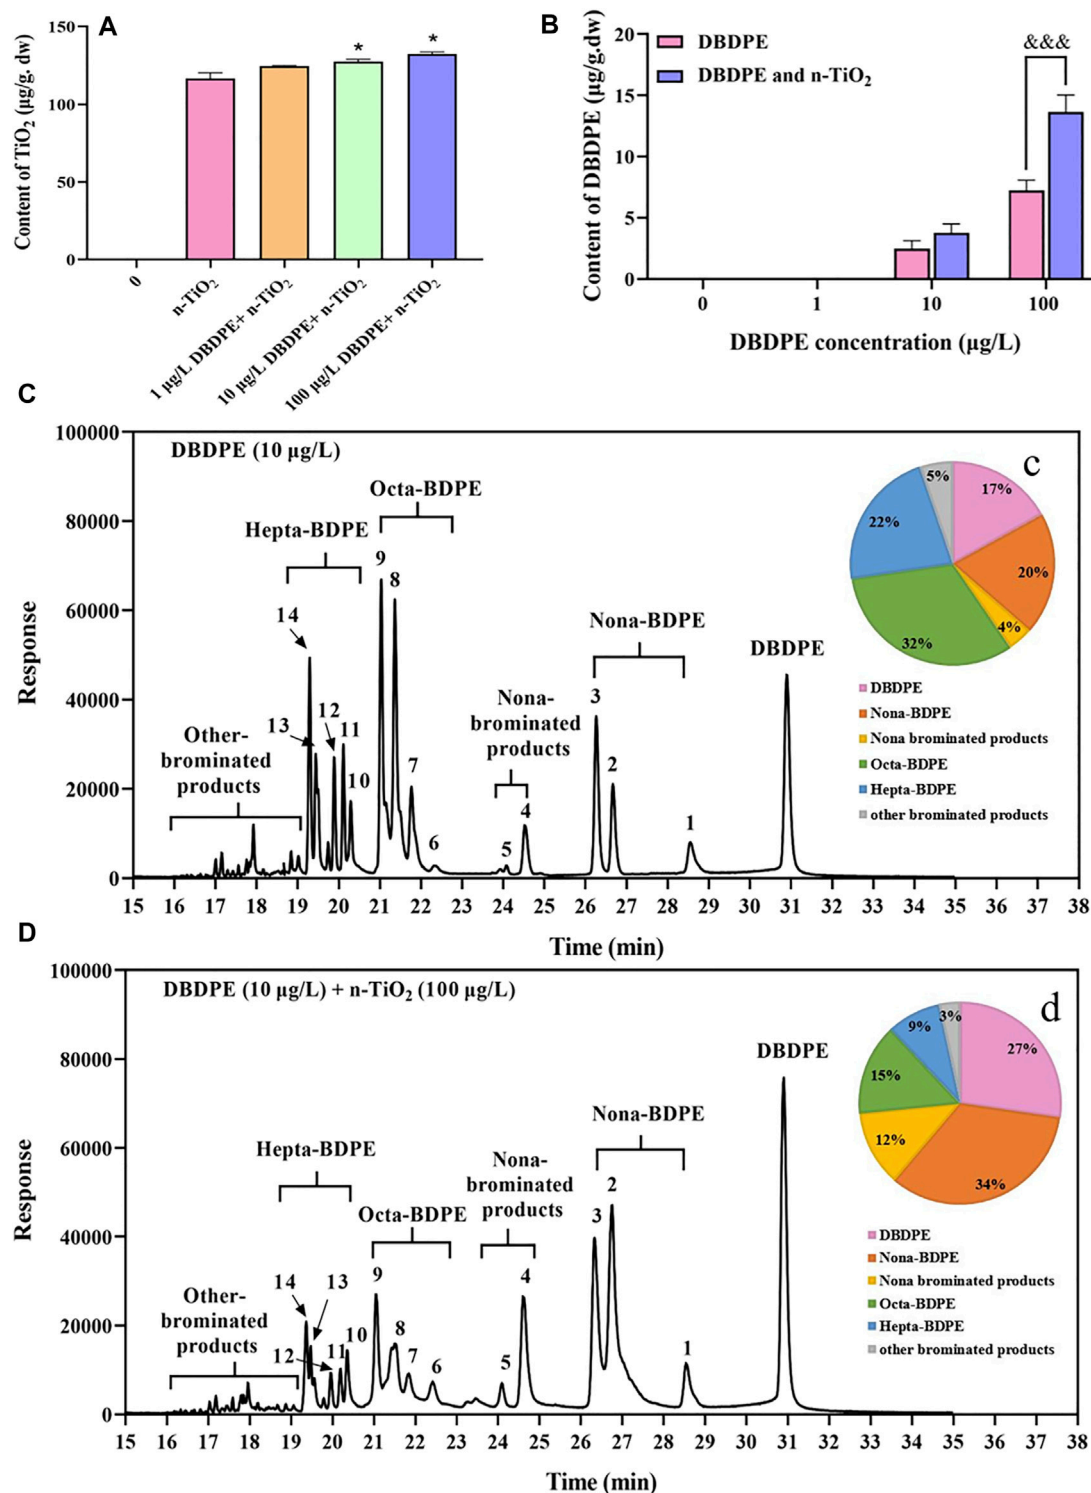 A
Content of TiO₂ (µg/g. dw)
150
100
50
0
*
*
0
n-TiO₂
1 µg/L DBDPE+ n-TiO₂
10 µg/L DBDPE+ n-TiO₂
100 µg/L DBDPE+ n-TiO₂
B
Content of DBDPE (µg/g.dw)
20
15
10
5
0
DBDPE
DBDPE and n-TiO₂
&&&
0
1
10
100
DBDPE concentration (µg/L)
C
DBDPE (10 µg/L)
Response
100000
80000
60000
40000
20000
0
Other-
brominated
products
Hepta-BDPE
Octa-BDPE
Nona-
brominated
products
Nona-BDPE
DBDPE
14
13
12
11
10
9
8
7
6
5
4
3
2
1
15 16 17 18 19 20 21 22 23 24 25 26 27 28 29 30 31 32 33 34 35 36 37 38
Time (min)
c
5%
17%
22%
20%
4%
32%
DBDPE
Nona-BDPE
Nona brominated products
Octa-BDPE
Hepta-BDPE
other brominated products
D
DBDPE (10 µg/L) + n-TiO₂ (100 µg/L)
Response
100000
80000
60000
40000
20000
0
Other-
brominated
products
Hepta-BDPE
Octa-BDPE
Nona-
brominated
products
Nona-BDPE
DBDPE
14
13
12
11
10
9
8
7
6
5
4
3
2
1
15 16 17 18 19 20 21 22 23 24 25 26 27 28 29 30 31 32 33 34 35 36 37 38
Time (min)
d
3%
9%
27%
15%
12%
34%
DBDPE
Nona-BDPE
Nona brominated products
Octa-BDPE
Hepta-BDPE
other brominated products